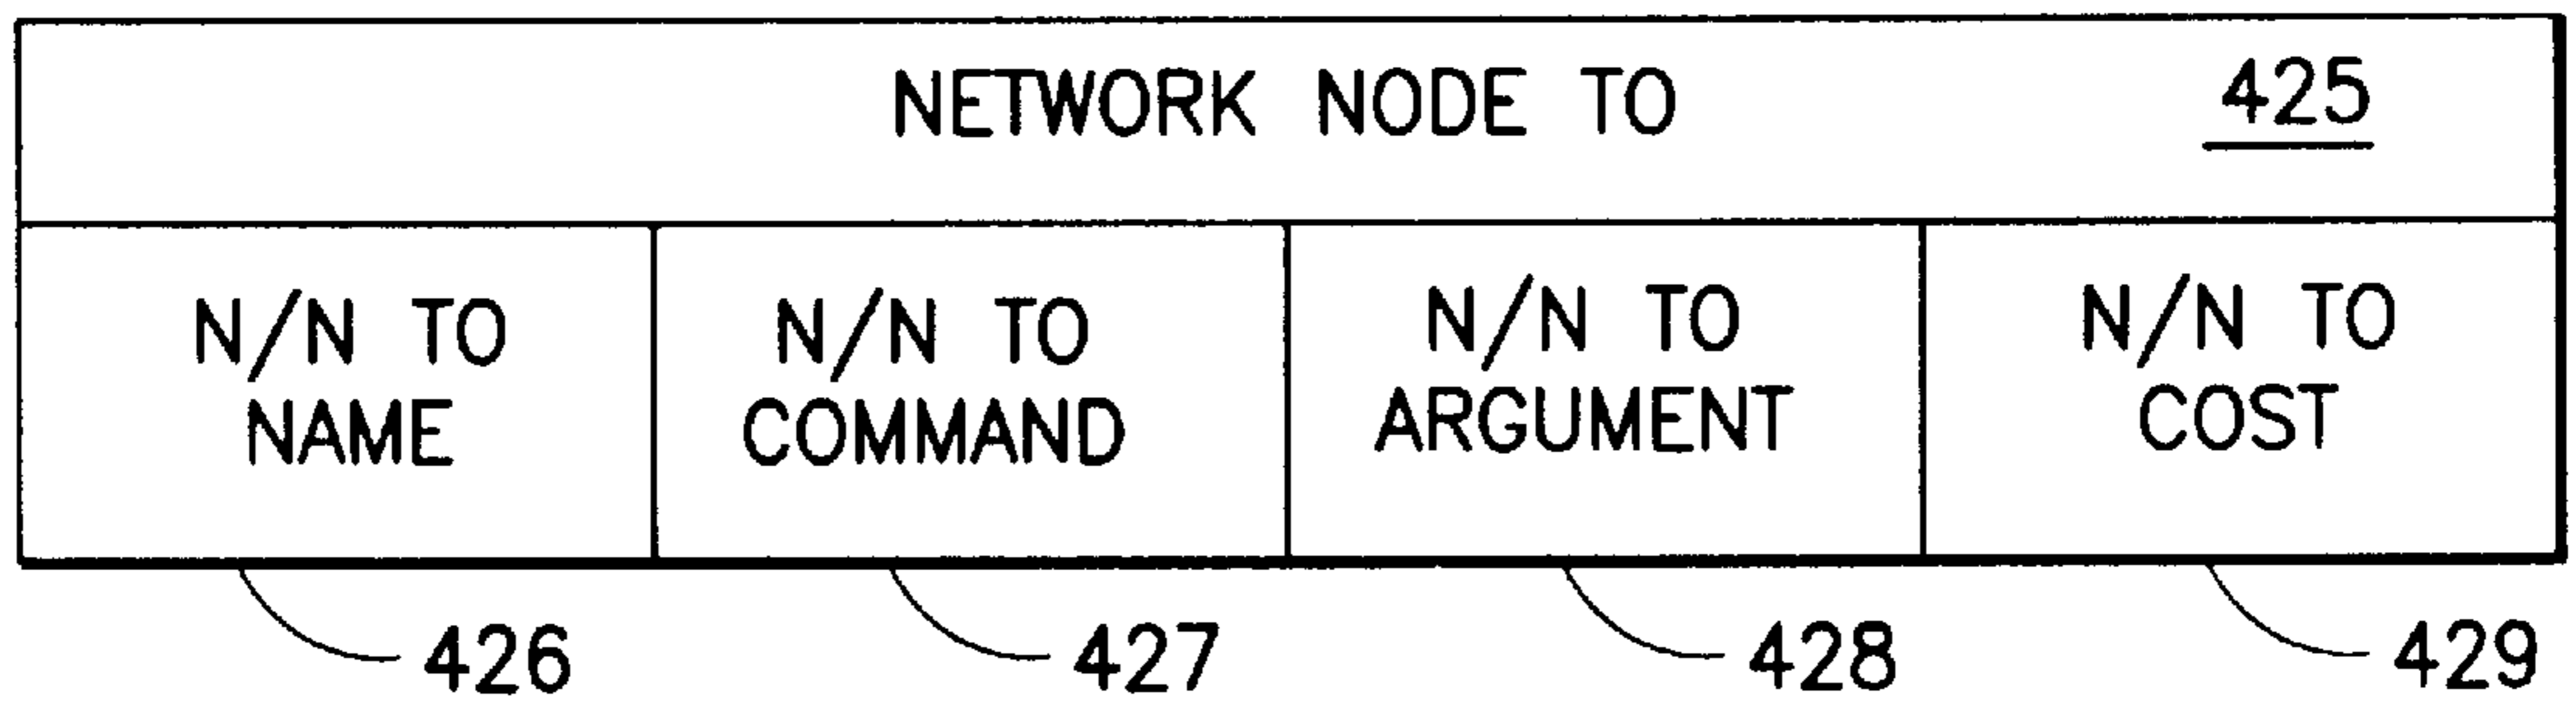 NETWORK NODE TO 425
N/N TO NAME
N/N TO COMMAND
N/N TO ARGUMENT
N/N TO COST
426 427 428 429